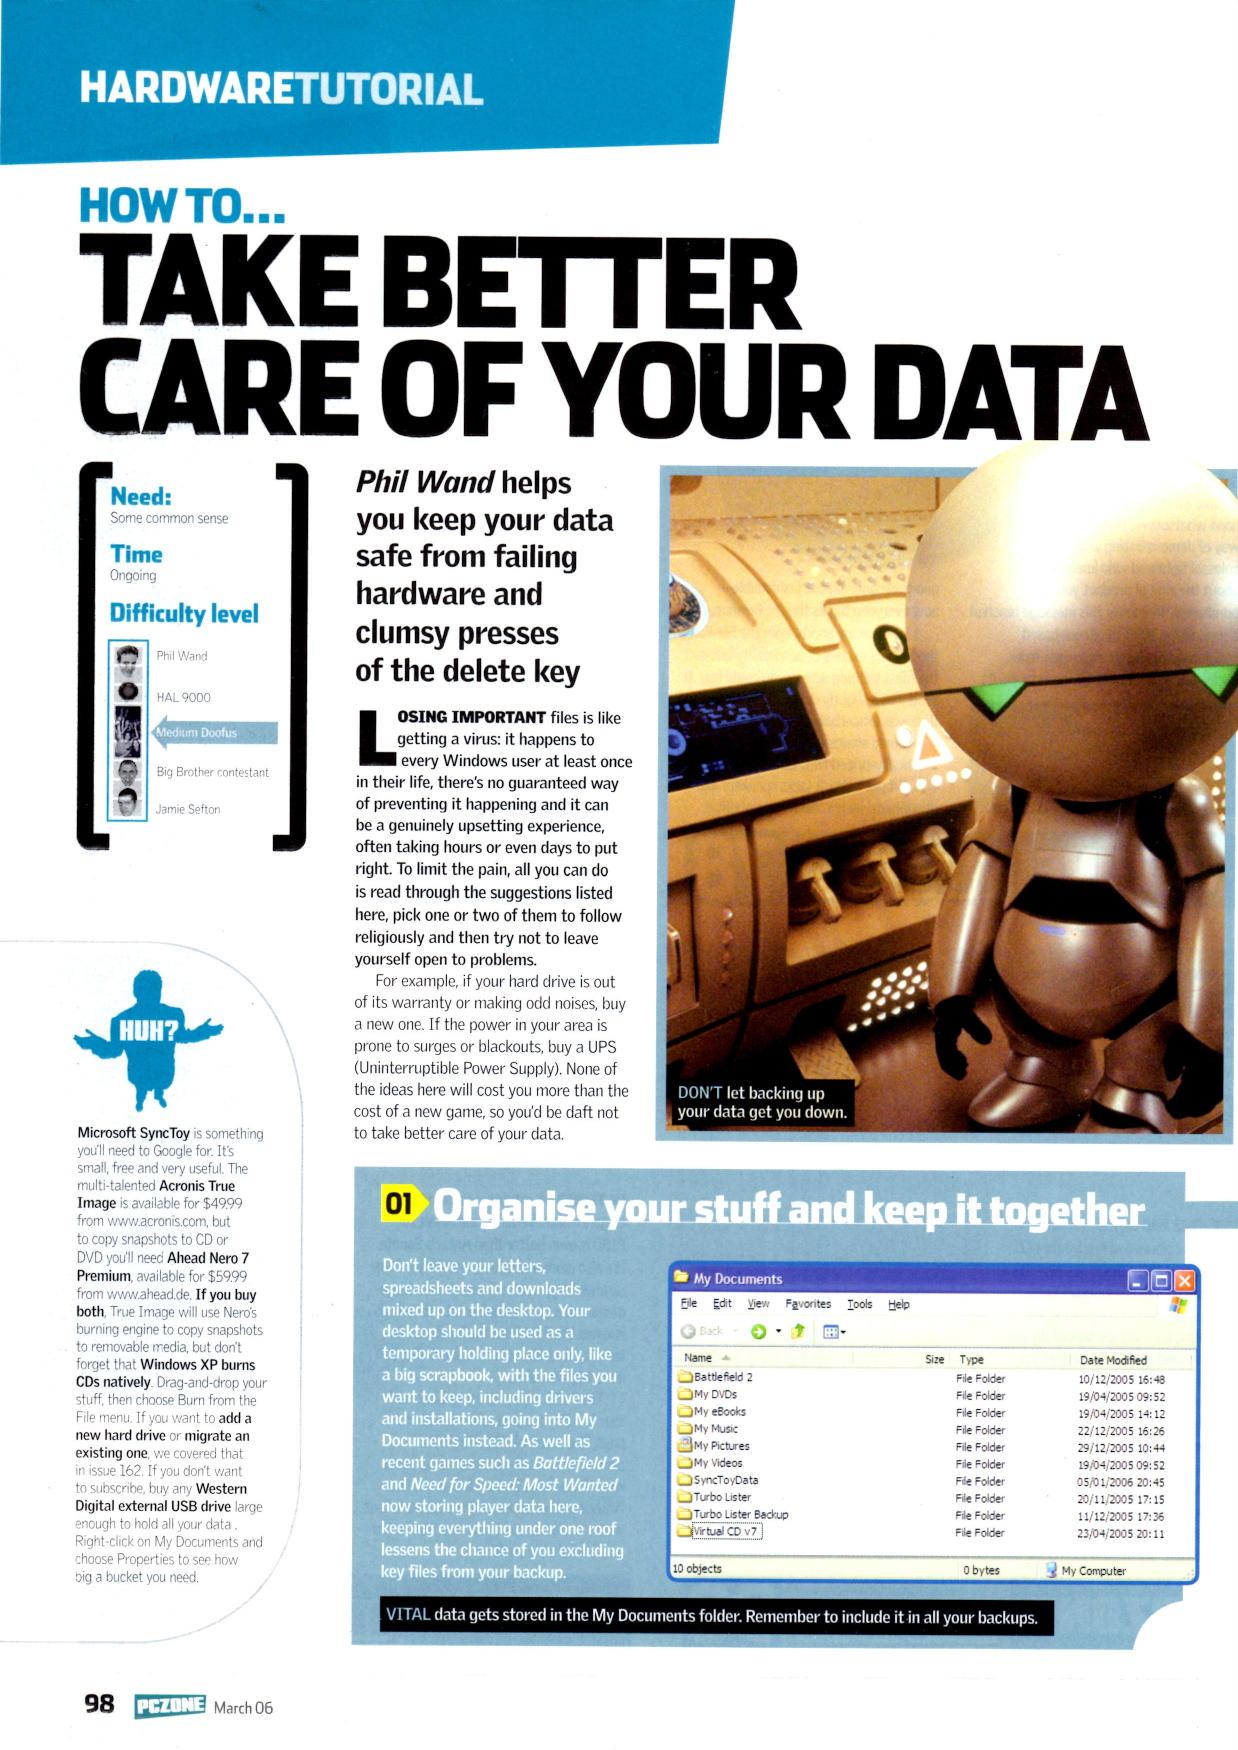 HARDWARETUTORIAL
HOW TO...
TAKE BETTER
CARE OF YOUR DATA
Need:
Some common sense
Time
Ongoing
Difficulty level
Phil Wand
HAL 9000
Medium Doofus
Big Brother contestant
Jamie Sefton
Phil Wand helps
you keep your data
safe from failing
hardware and
clumsy presses
of the delete key
LOSING IMPORTANT files is like
getting a virus: it happens to
every Windows user at least once
in their life, there's no guaranteed way
of preventing it happening and it can
be a genuinely upsetting experience,
often taking hours or even days to put
right. To limit the pain, all you can do
is read through the suggestions listed
here, pick one or two of them to follow
religiously and then try not to leave
yourself open to problems.
For example, if your hard drive is out
of its warranty or making odd noises, buy
a new one. If the power in your area is
prone to surges or blackouts, buy a UPS
(Uninterruptible Power Supply). None of
the ideas here will cost you more than the
cost of a new game, so you'd be daft not
to take better care of your data.
DON'T let backing up
your data get you down.
HUH?
Microsoft SyncToy is something
you'll need to Google for. It's
small, free and very useful. The
multi-talented Acronis True
Image is available for $49.99
from www.acronis.com, but
to copy snapshots to CD or
DVD you'll need Ahead Nero 7
Premium, available for $59.99
from www.ahead.de. If you buy
both, True Image will use Nero's
burning engine to copy snapshots
to removable media, but don't
forget that Windows XP burns
CDs natively. Drag-and-drop your
stuff, then choose Burn from the
File menu. If you want to add a
new hard drive or migrate an
existing one, we covered that
in issue 162. If you don't want
to subscribe, buy any Western
Digital external USB drive large
enough to hold all your data .
Right-click on My Documents and
choose Properties to see how
big a bucket you need.
01 Organise your stuff and keep it together
Don't leave your letters,
spreadsheets and downloads
mixed up on the desktop. Your
desktop should be used as a
temporary holding place only, like
a big scrapbook, with the files you
want to keep, including drivers
and installations, going into My
Documents instead. As well as
recent games such as Battlefield 2
and Need for Speed: Most Wanted
now storing player data here,
keeping everything under one roof
lessens the chance of you excluding
key files from your backup.
My Documents
File Edit View Favorites Tools Help
Back
Name Size Type Date Modified
Battlefield 2 File Folder 10/12/2005 16:48
My DVDs File Folder 19/04/2005 09:52
My eBooks File Folder 19/04/2005 14:12
My Music File Folder 22/12/2005 16:26
My Pictures File Folder 29/12/2005 10:44
My Videos File Folder 19/04/2005 09:52
SyncToyData File Folder 05/01/2006 20:45
Turbo Lister File Folder 20/11/2005 17:15
Turbo Lister Backup File Folder 11/12/2005 17:36
Virtual CD v7 File Folder 23/04/2005 20:11
10 objects 0 bytes My Computer
VITAL data gets stored in the My Documents folder. Remember to include it in all your backups.
98 PCZONE March 06